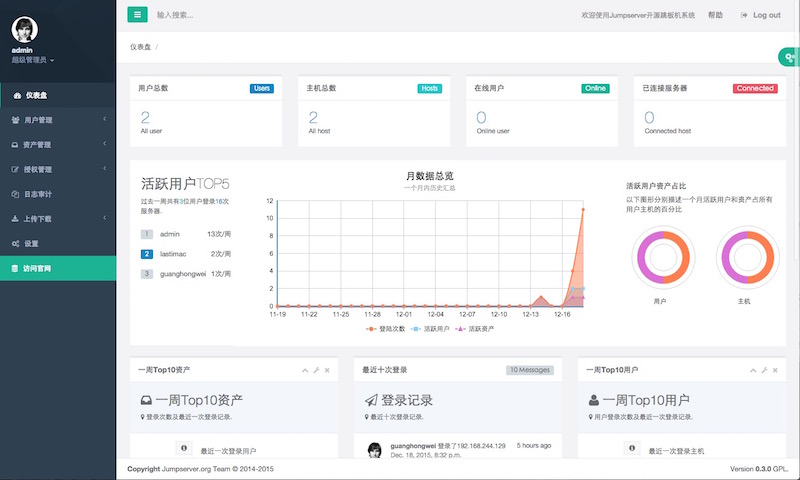 输入搜索...
欢迎使用Jumpserver开源跳板机系统
帮助
Log out
admin
超级管理员
仪表盘
用户管理
资产管理
授权管理
日志审计
上传下载
设置
访问官网
仪表盘 /
用户总数 Users
2
All user
主机总数 Hosts
2
All host
在线用户 Online
0
Online user
已连接服务器 Connected
0
Connected host
活跃用户TOP5
过去一周共有3位用户登录16次
服务器.
1 admin 13次/周
2 lastimac 2次/周
3 guanghongwei 1次/周
月数据总览
一个月内历史汇总
12
10
8
6
4
2
0
11-19 11-22 11-25 11-28 12-01 12-04 12-07 12-10 12-13 12-16
登陆次数 活跃用户 活跃资产
活跃用户资产占比
以下图形分别描述一个月活跃用户和资产占所有
用户主机的百分比
用户 主机
一周Top10资产
一周Top10资产
登录次数及最近一次登录记录.
最近一次登录用户
最近十次登录 10 Messages
登录记录
最近十次登录.
guanghongwei 登录了192.168.244.129 5 hours ago
Dec. 18, 2015, 8:32 p.m.
一周Top10用户
一周Top10用户
用户登录次数及最近一次登录记录.
最近一次登录主机
Copyright Jumpserver.org Team © 2014-2015
Version 0.3.0 GPL.